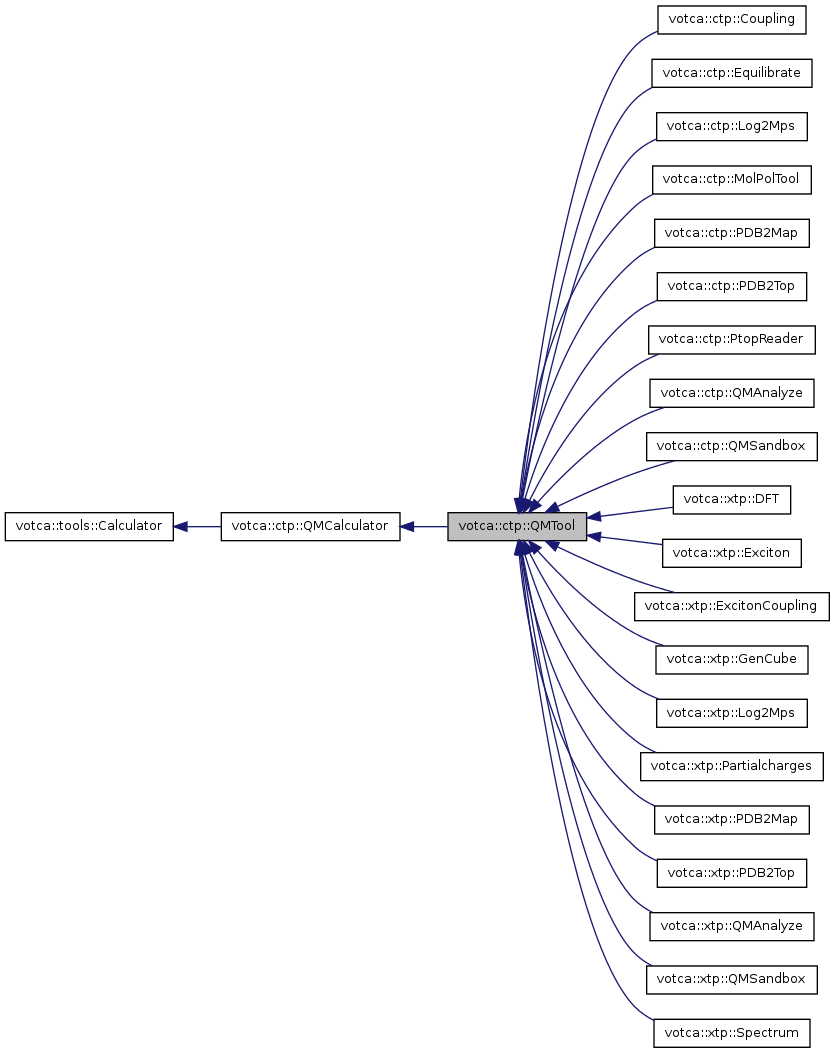 votca::ctp::Coupling
votca::ctp::Equilibrate
votca::ctp::Log2Mps
votca::ctp::MolPolTool
votca::ctp::PDB2Map
votca::ctp::PDB2Top
votca::ctp::PtopReader
votca::ctp::QMAnalyze
votca::ctp::QMSandbox
votca::xtp::DFT
votca::tools::Calculator
votca::ctp::QMCalculator
votca::ctp::QMTool
votca::xtp::Exciton
votca::xtp::ExcitonCoupling
votca::xtp::GenCube
votca::xtp::Log2Mps
votca::xtp::Partialcharges
votca::xtp::PDB2Map
votca::xtp::PDB2Top
votca::xtp::QMAnalyze
votca::xtp::QMSandbox
votca::xtp::Spectrum